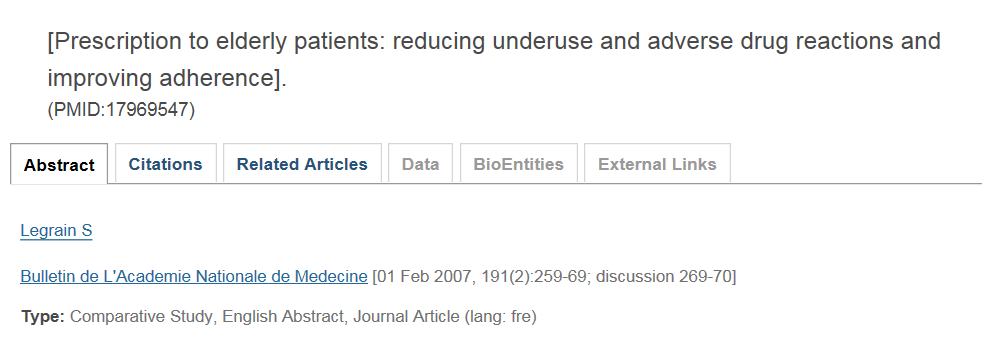 [Prescription to elderly patients: reducing underuse and adverse drug reactions and
improving adherence].
(PMID:17969547)
Abstract Citations Related Articles Data BioEntities External Links
Legrain S
Bulletin de L'Academie Nationale de Medecine [01 Feb 2007, 191(2):259-69; discussion 269-70]
Type: Comparative Study, English Abstract, Journal Article (lang: fre)